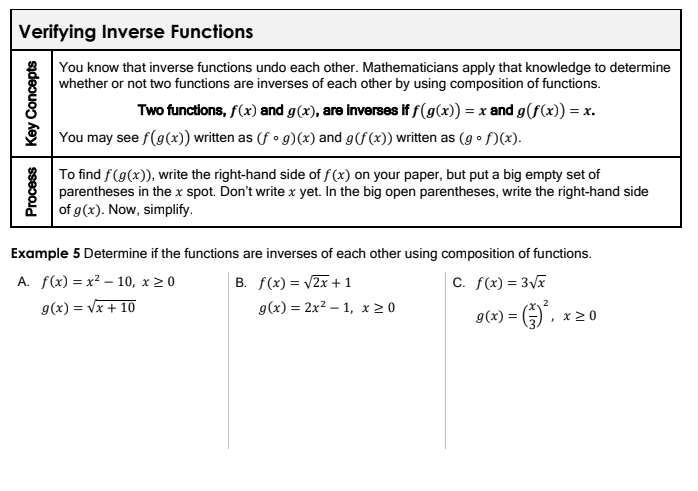 Verifying Inverse Functions
Key Concepts
You know that inverse functions undo each other. Mathematicians apply that knowledge to determine
whether or not two functions are inverses of each other by using composition of functions.
Two functions, f(x) and g(x), are inverses if f(g(x)) = x and g(f(x)) = x.
You may see f(g(x)) written as (f ∘ g)(x) and g(f(x)) written as (g ∘ f)(x).
Process
To find f(g(x)), write the right-hand side of f(x) on your paper, but put a big empty set of
parentheses in the x spot. Don't write x yet. In the big open parentheses, write the right-hand side
of g(x). Now, simplify.
Example 5 Determine if the functions are inverses of each other using composition of functions.
A. f(x) = x² − 10, x ≥ 0
g(x) = √(x + 10)
B. f(x) = √(2x) + 1
g(x) = 2x² − 1, x ≥ 0
C. f(x) = 3√x
g(x) = (x/3)², x ≥ 0